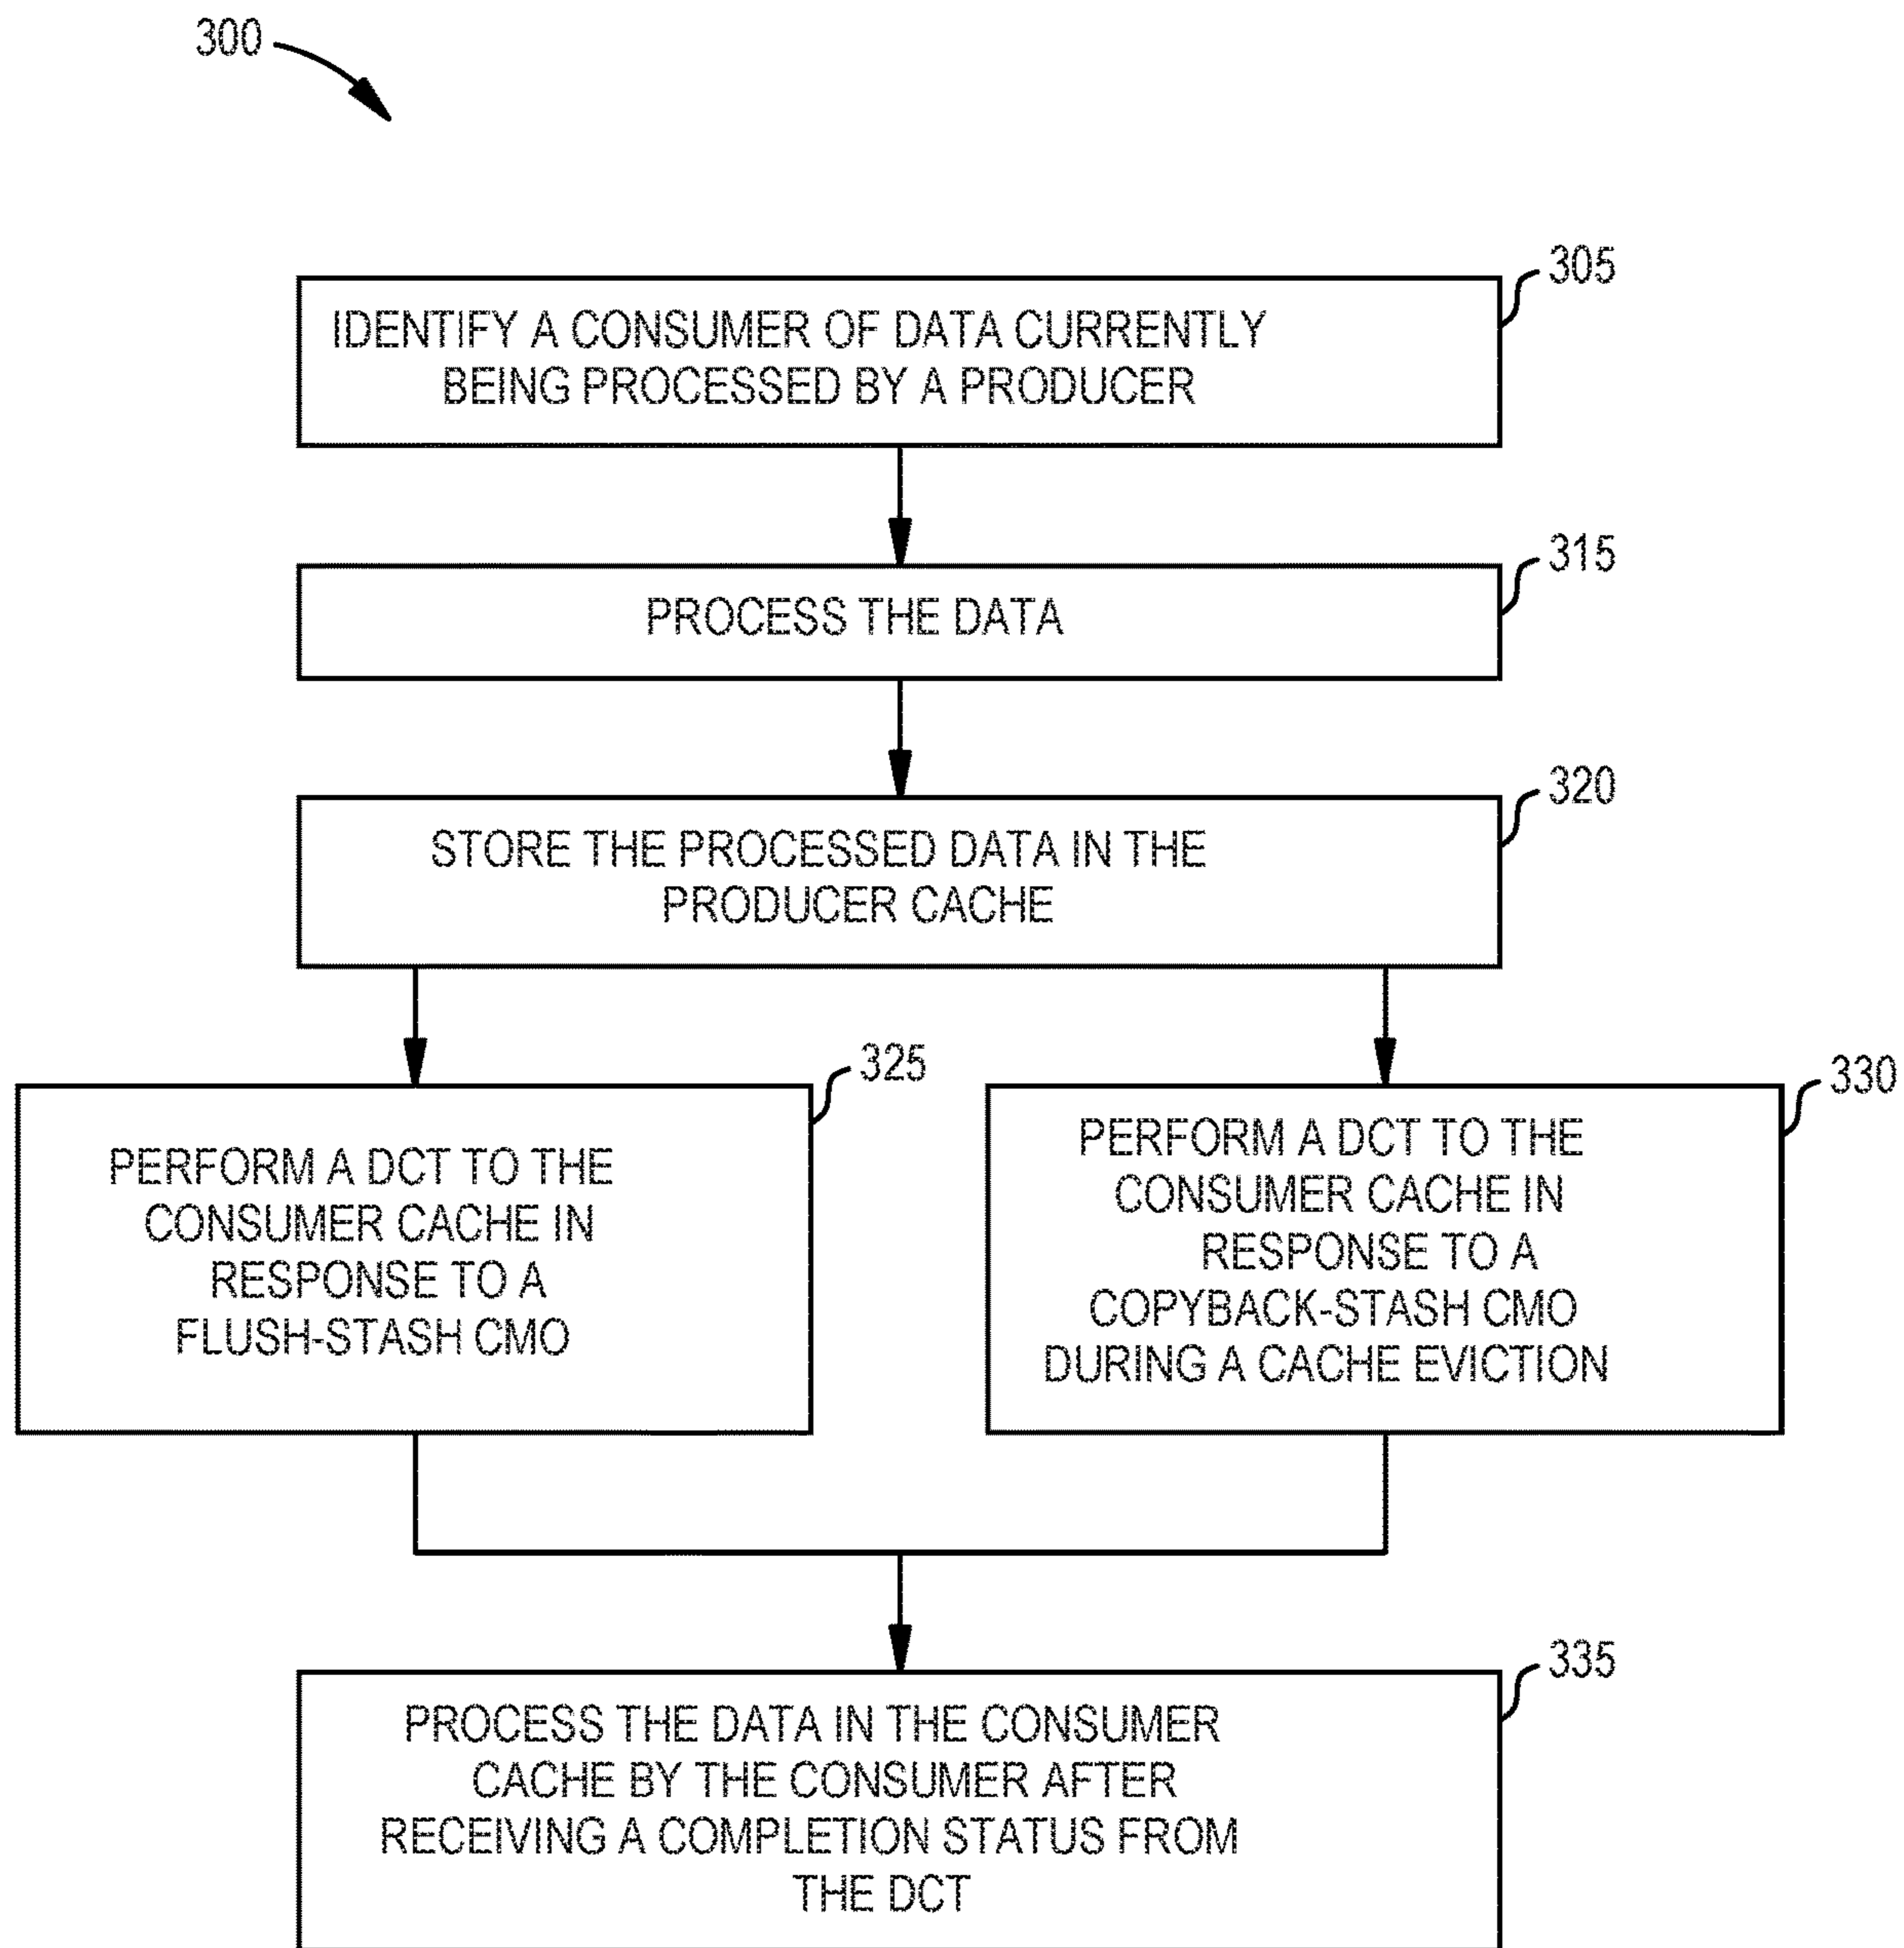 300
305
IDENTIFY A CONSUMER OF DATA CURRENTLY
BEING PROCESSED BY A PRODUCER
315
PROCESS THE DATA
320
STORE THE PROCESSED DATA IN THE
PRODUCER CACHE
325
PERFORM A DCT TO THE
CONSUMER CACHE IN
RESPONSE TO A
FLUSH-STASH CMO
330
PERFORM A DCT TO THE
CONSUMER CACHE IN
RESPONSE TO A
COPYBACK-STASH CMO
DURING A CACHE EVICTION
335
PROCESS THE DATA IN THE CONSUMER
CACHE BY THE CONSUMER AFTER
RECEIVING A COMPLETION STATUS FROM
THE DCT